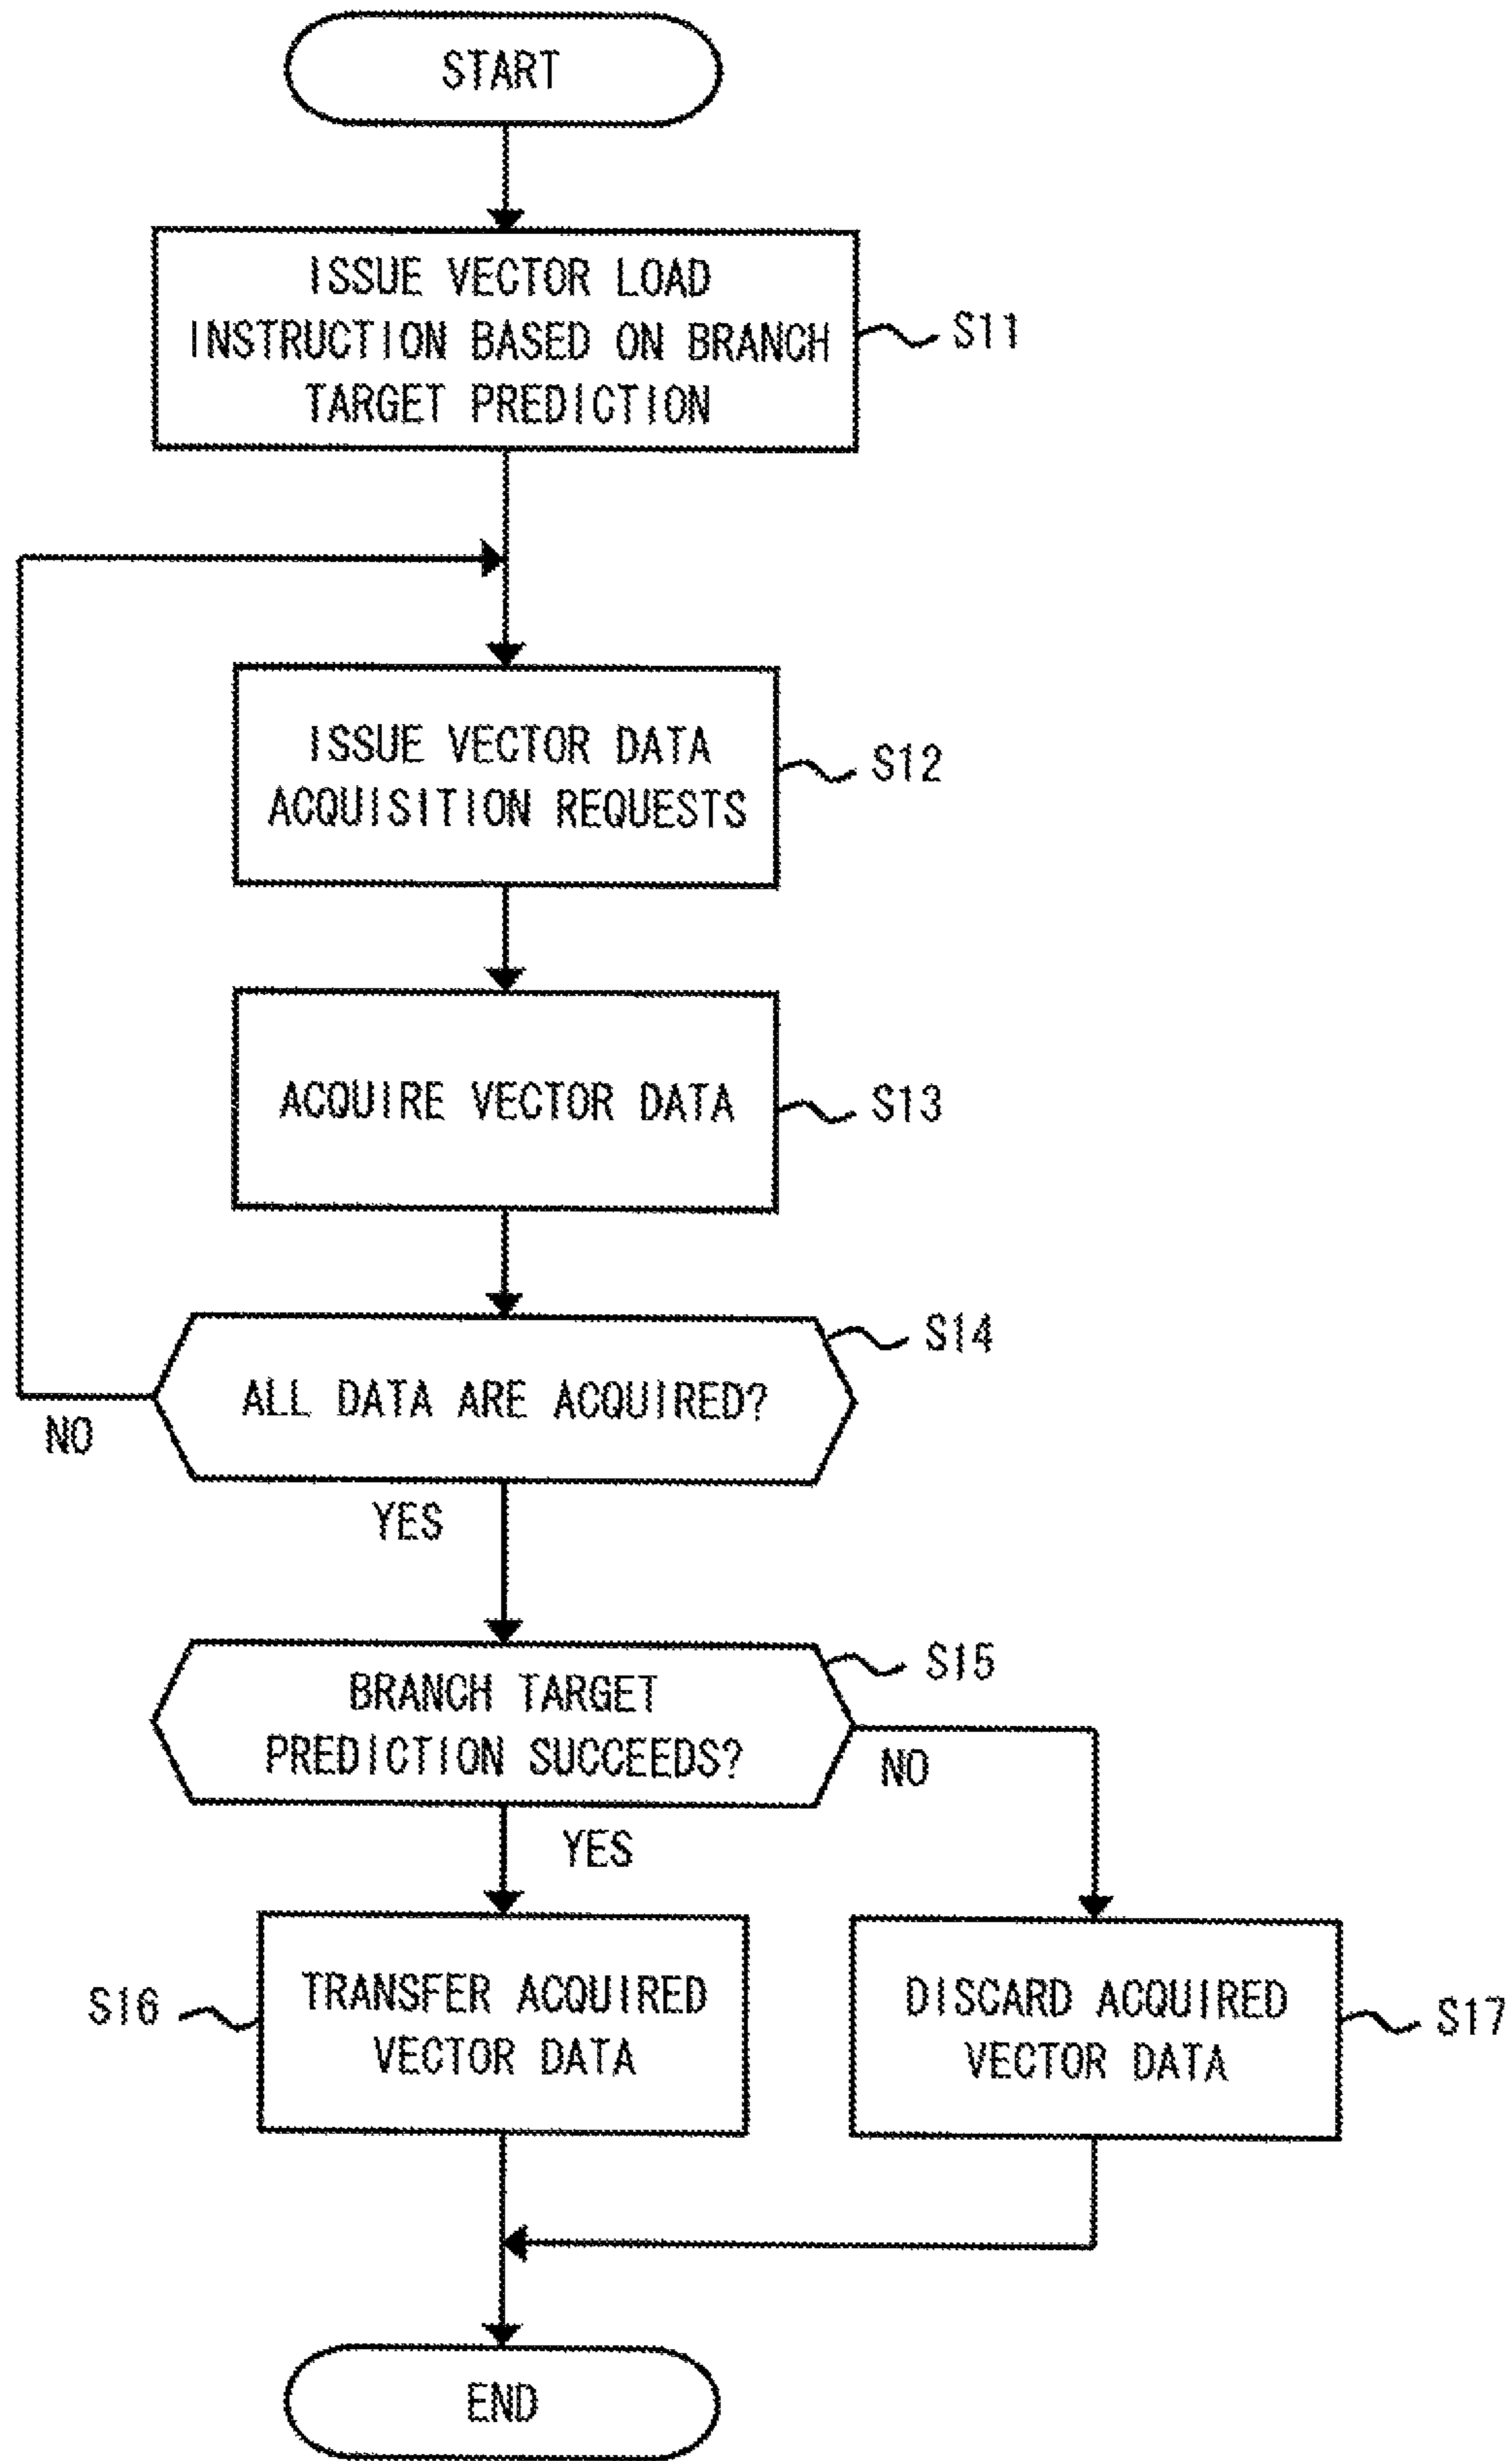 START
ISSUE VECTOR LOAD
INSTRUCTION BASED ON BRANCH
TARGET PREDICTION
S11
ISSUE VECTOR DATA
ACQUISITION REQUESTS
S12
ACQUIRE VECTOR DATA
S13
ALL DATA ARE ACQUIRED?
S14
NO
YES
BRANCH TARGET
PREDICTION SUCCEEDS?
S15
NO
YES
S16
TRANSFER ACQUIRED
VECTOR DATA
DISCARD ACQUIRED
VECTOR DATA
S17
END